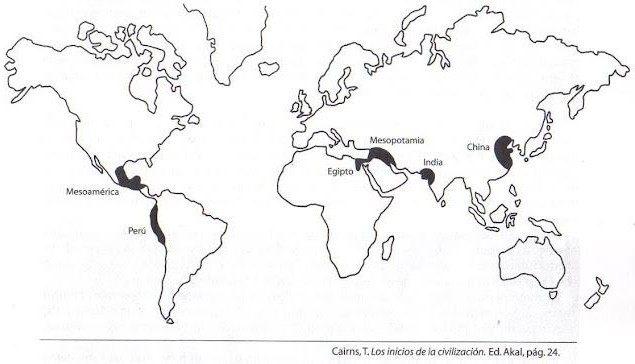 Mesopotamia
China
India
Egipto
Mesoamérica
Perú
Cairns, T. Los inicios de la civilización. Ed. Akal, pág. 24.